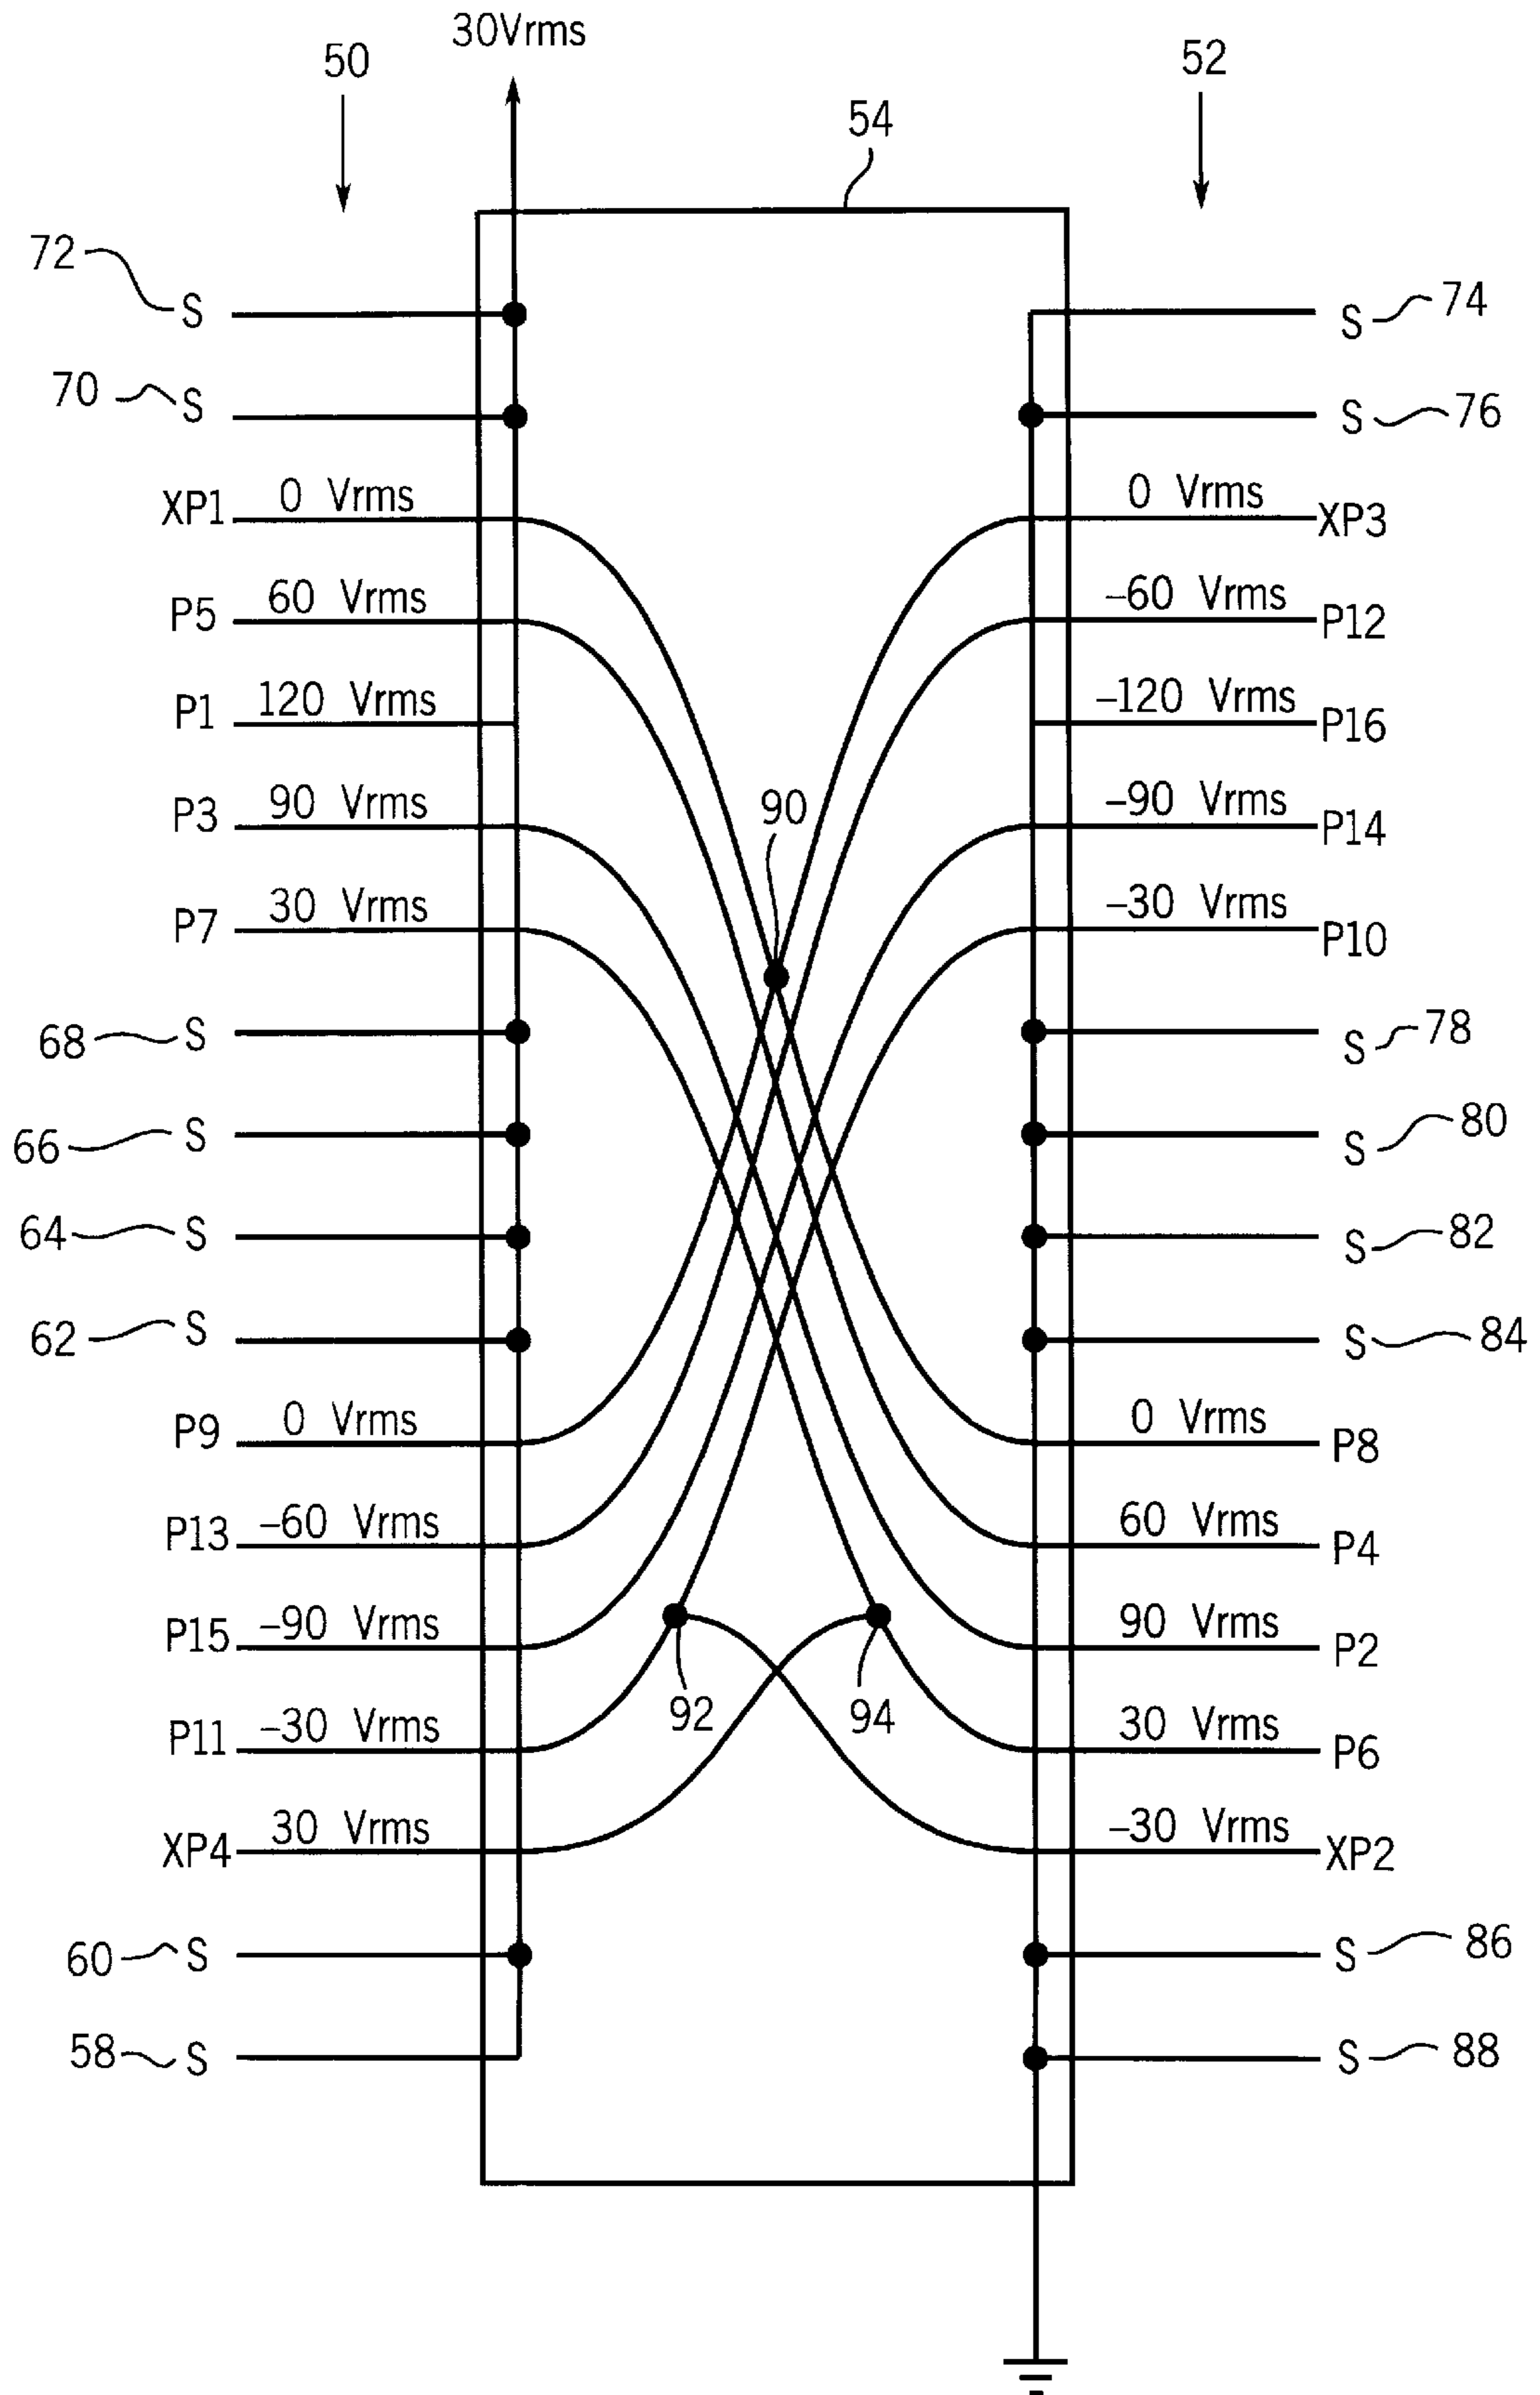 30Vrms
50
52
54
72 S
S 74
70 S
S 76
XP1 0 Vrms
0 Vrms XP3
P5 60 Vrms
–60 Vrms P12
P1 120 Vrms
–120 Vrms P16
90
P3 90 Vrms
–90 Vrms P14
P7 30 Vrms
–30 Vrms P10
68 S
S 78
66 S
S 80
64 S
S 82
62 S
S 84
P9 0 Vrms
0 Vrms P8
P13 –60 Vrms
60 Vrms P4
P15 –90 Vrms
90 Vrms P2
92
94
P11 –30 Vrms
30 Vrms P6
XP4 30 Vrms
–30 Vrms XP2
60 S
S 86
58 S
S 88